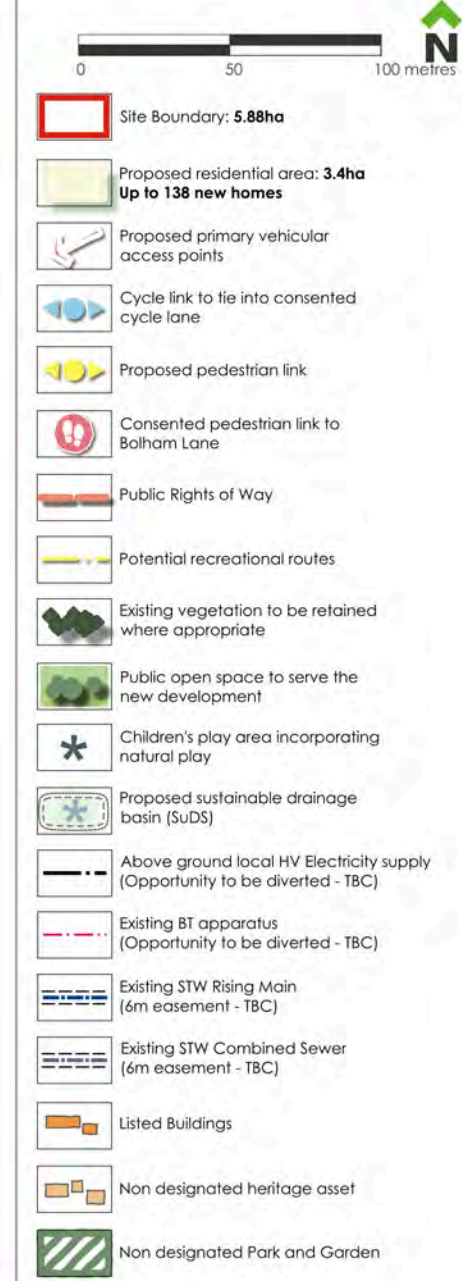 N
0 50 100 metres
Site Boundary: 5.88ha
Proposed residential area: 3.4ha
Up to 138 new homes
Proposed primary vehicular
access points
Cycle link to tie into consented
cycle lane
Proposed pedestrian link
Consented pedestrian link to
Bolham Lane
Public Rights of Way
Potential recreational routes
Existing vegetation to be retained
where appropriate
Public open space to serve the
new development
Children's play area incorporating
natural play
Proposed sustainable drainage
basin (SuDS)
Above ground local HV Electricity supply
(Opportunity to be diverted - TBC)
Existing BT apparatus
(Opportunity to be diverted - TBC)
Existing STW Rising Main
(6m easement - TBC)
Existing STW Combined Sewer
(6m easement - TBC)
Listed Buildings
Non designated heritage asset
Non designated Park and Garden